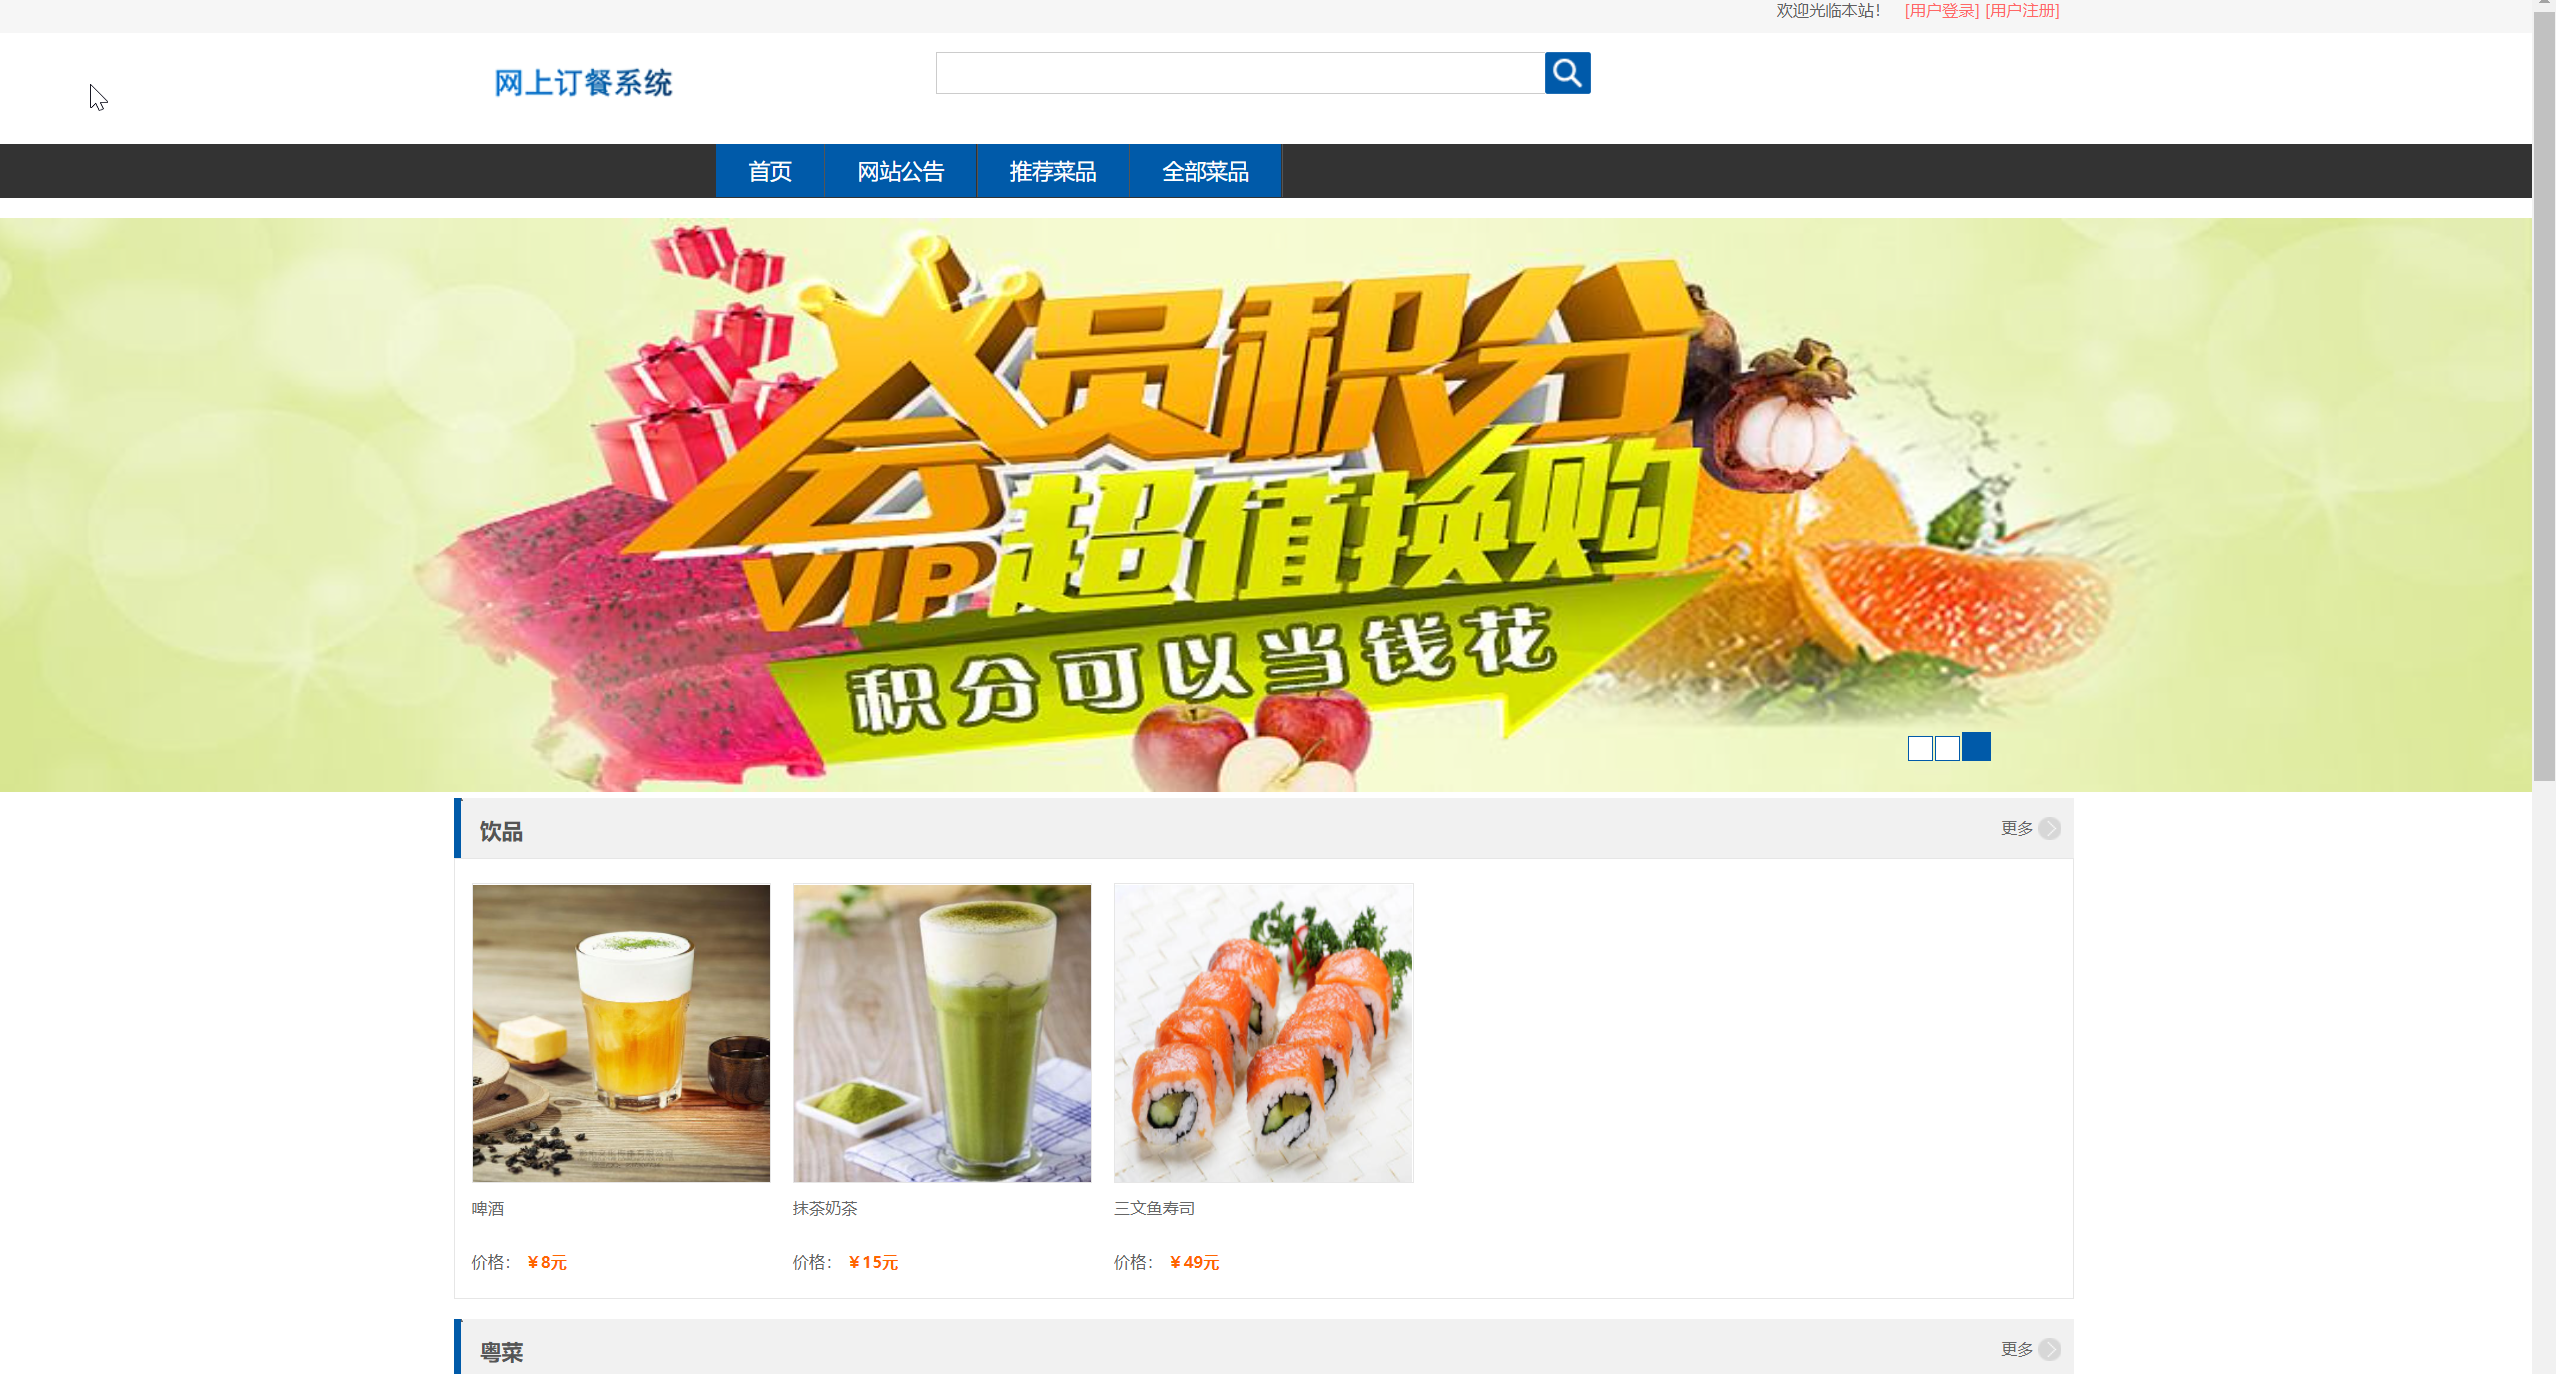 欢迎光临本站！ [用户登录] [用户注册]
网上订餐系统
首页 网站公告 推荐菜品 全部菜品
会员积分
VIP超值换购
积分可以当钱花
饮品 更多
啤酒 抹茶奶茶 三文鱼寿司
价格： ￥8元 价格： ￥15元 价格： ￥49元
粤菜 更多